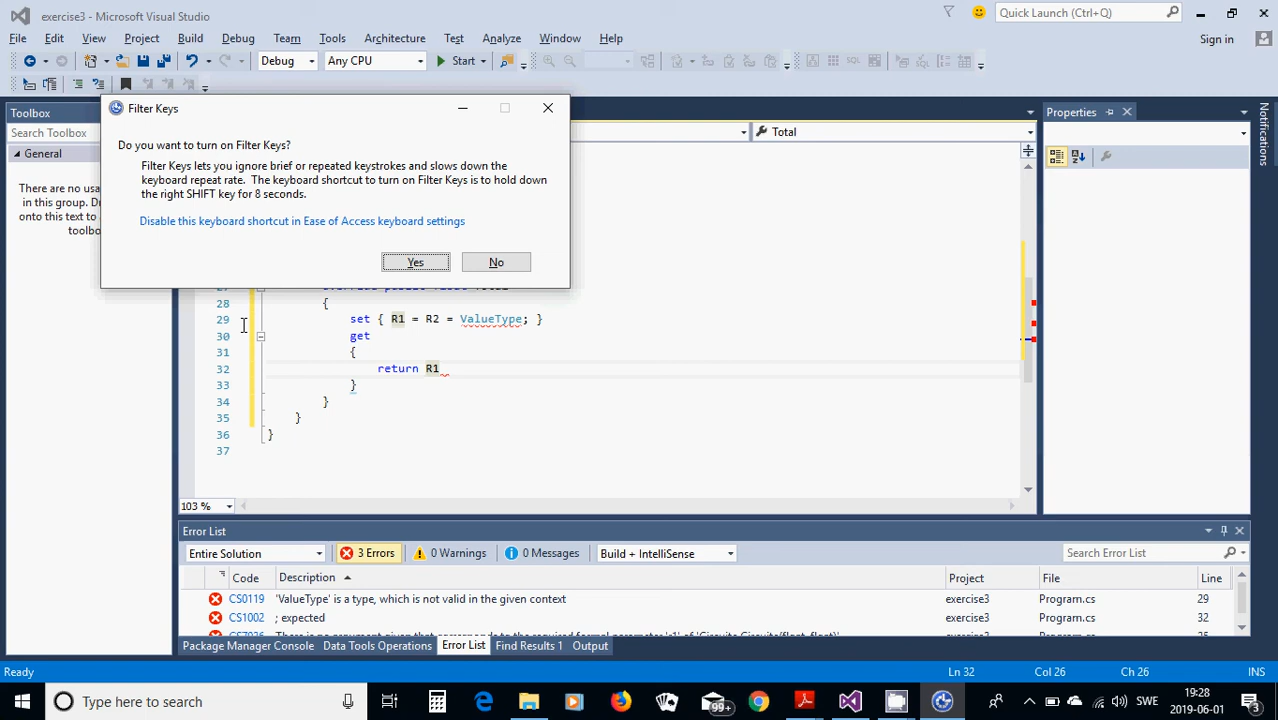 exercise3 - Microsoft Visual Studio
Quick Launch (Ctrl+Q)
File Edit View Project Build Debug Team Tools Architecture Test Analyze Window Help
Sign in
Debug Any CPU Start
Toolbox
Search Toolbox
General
There are no usa
in this group. Dr
onto this text to
toolbo
Filter Keys
Do you want to turn on Filter Keys?
Filter Keys lets you ignore brief or repeated keystrokes and slows down the
keyboard repeat rate. The keyboard shortcut to turn on Filter Keys is to hold down
the right SHIFT key for 8 seconds.
Disable this keyboard shortcut in Ease of Access keyboard settings
Yes No
Total
Properties
Notifications
28 {
29 set { R1 = R2 = ValueType; }
30 get
31 {
32 return R1
33 }
34 }
35 }
36 }
37
103 %
Error List
Entire Solution 3 Errors 0 Warnings 0 Messages Build + IntelliSense Search Error List
Code Description Project File Line
CS0119 'ValueType' is a type, which is not valid in the given context exercise3 Program.cs 29
CS1002 ; expected exercise3 Program.cs 32
Package Manager Console Data Tools Operations Error List Find Results 1 Output
Ready Ln 32 Col 26 Ch 26 INS
Type here to search
99+
SWE
19:28
2019-06-01
3